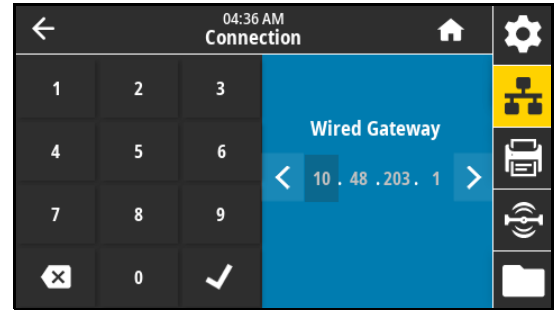 04:36 AM
Connection
1 2 3
4 5 6
7 8 9
0
Wired Gateway
10 . 48 . 203 . 1